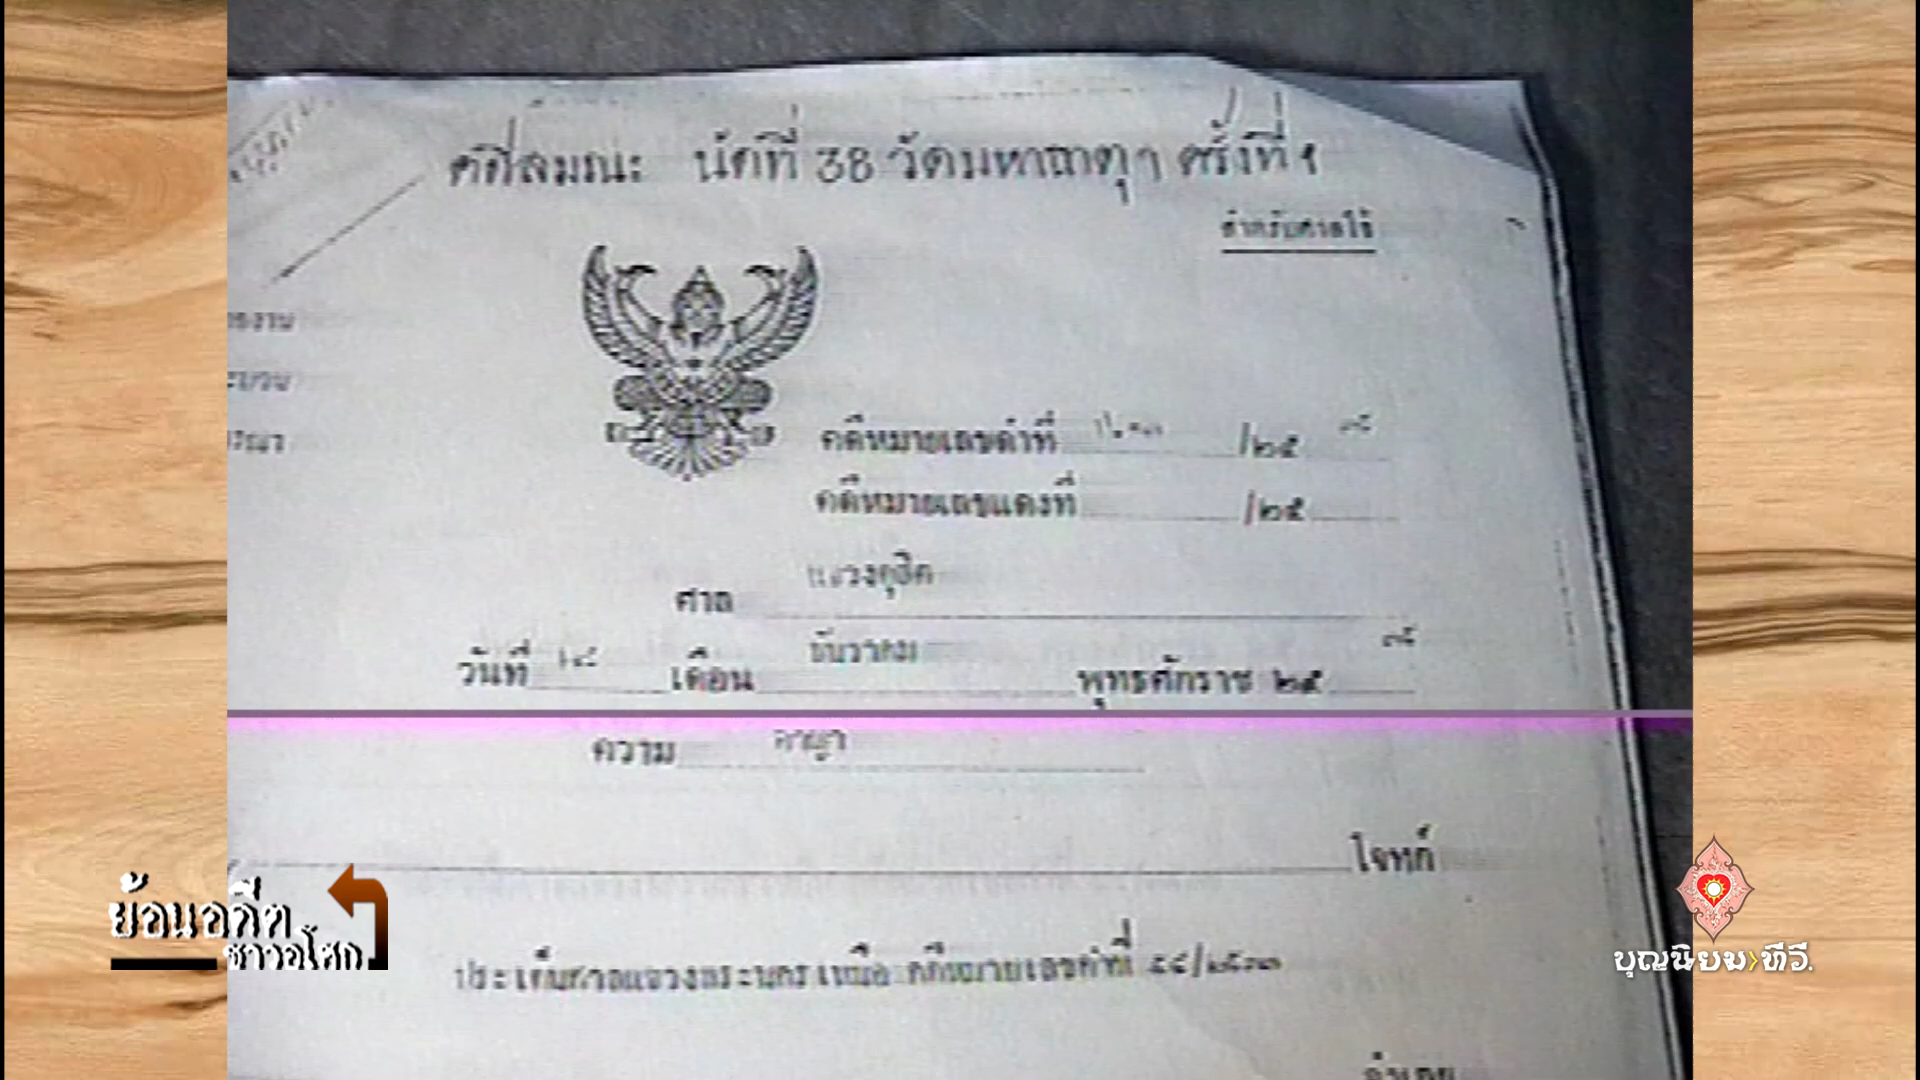 คดีสมณะ นัดที่ 38 วัดมหาธาตุฯ ครั้งที่ 1
สำหรับศาลใช้
คดีหมายเลขดำที่ /๒๕
คดีหมายเลขแดงที่ /๒๕
ศาล แขวงดุสิต
วันที่ ๒๘ เดือน ธันวาคม พุทธศักราช ๒๕
ความ อาญา
โจทก์
ประเด็นศาลแขวงพระนครเหนือ คดีหมายเลขดำที่
จำเลย
ย้อนอดีต
ชาวอโศก
บุญนิยม ทีวี.